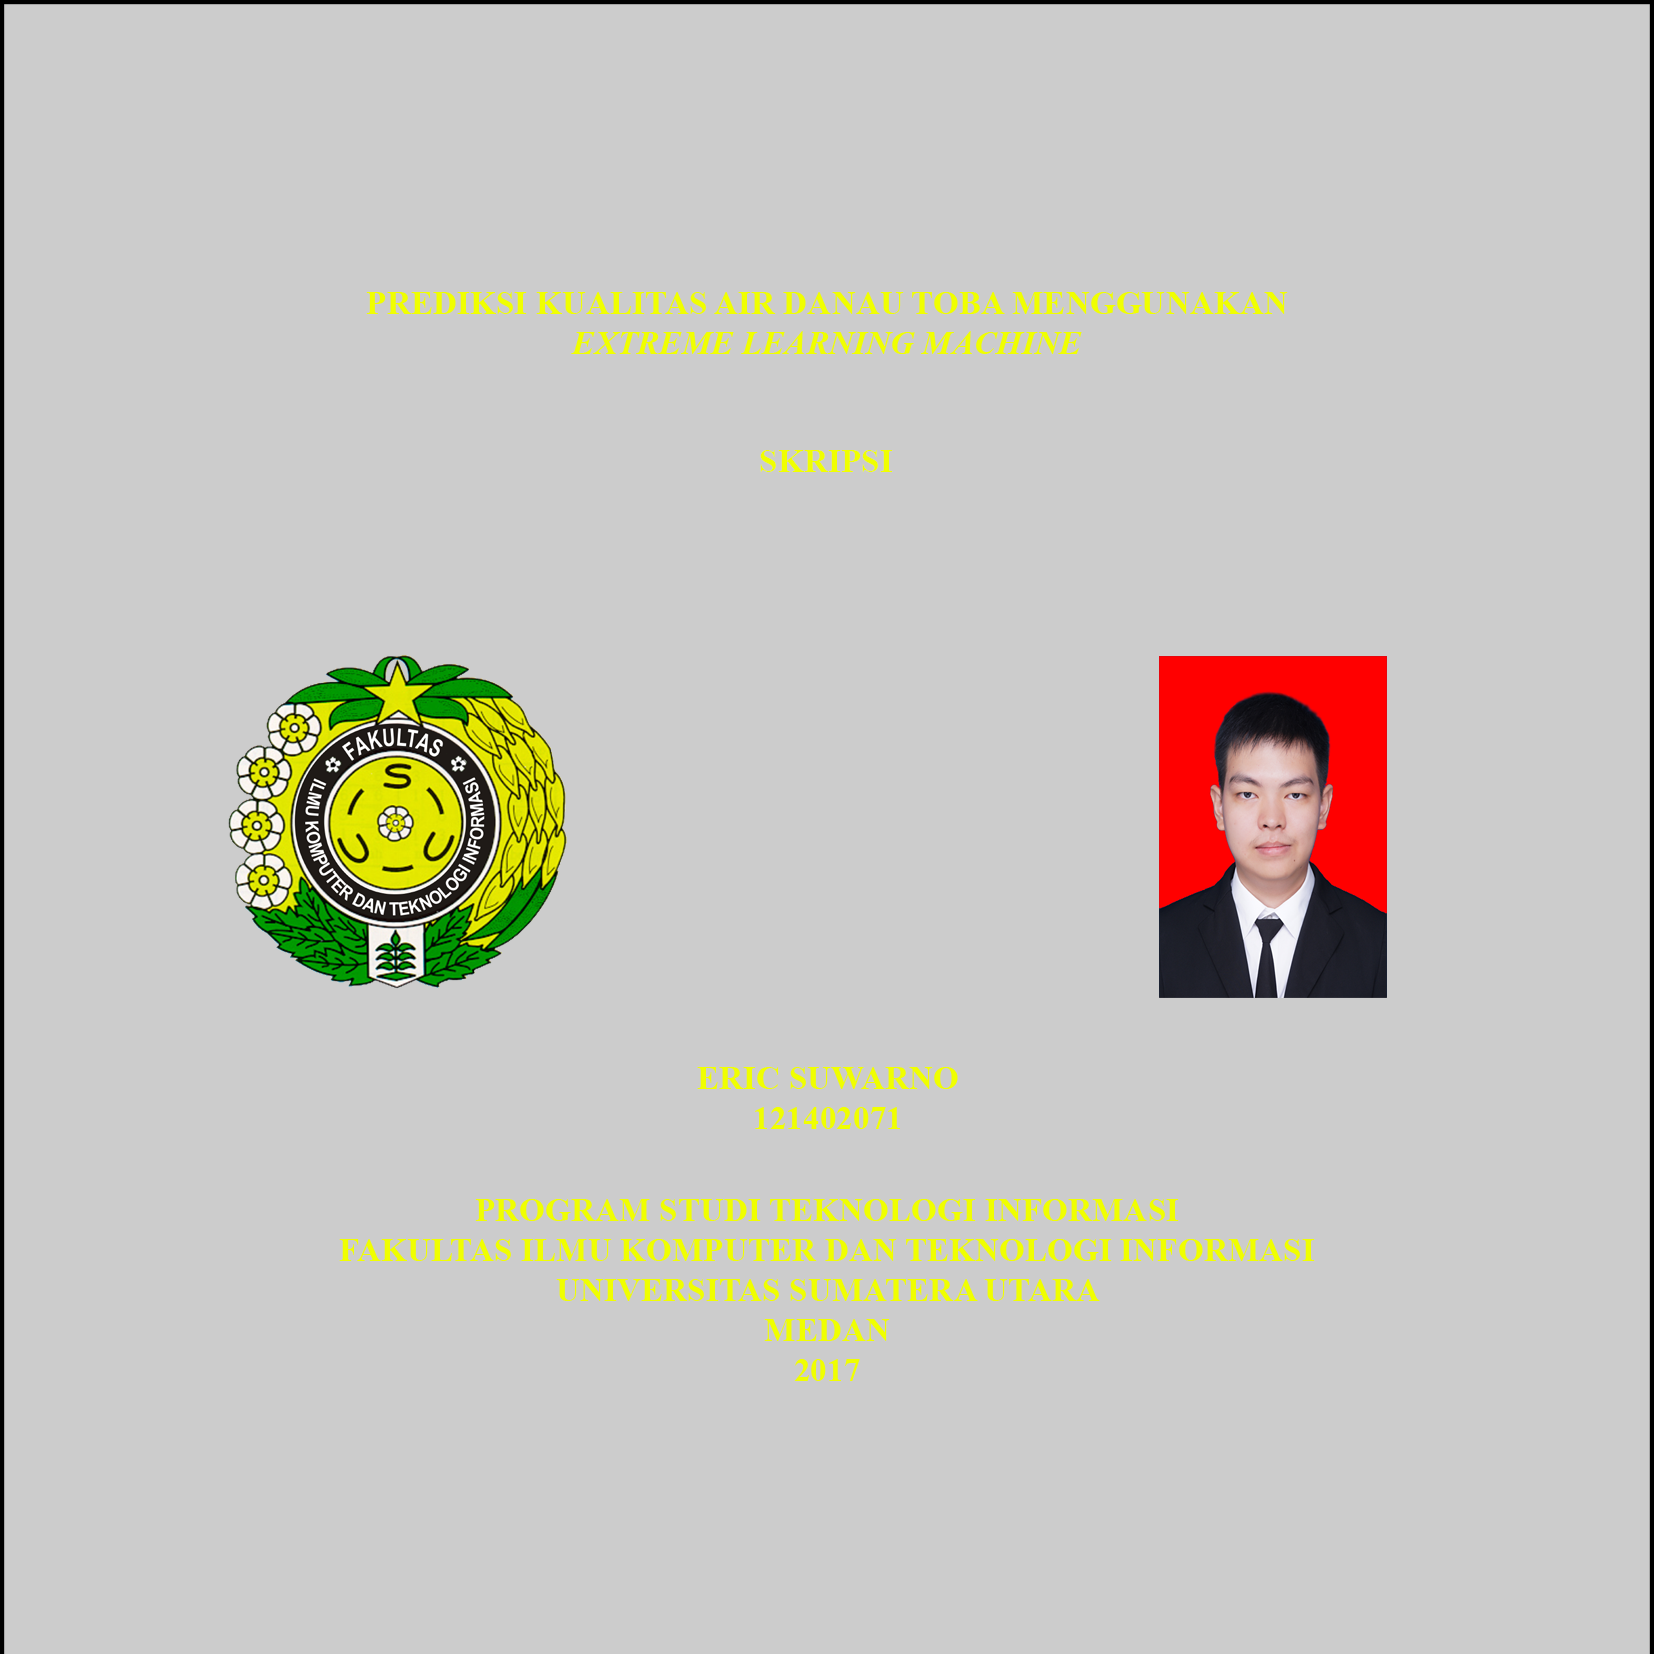 PREDIKSI KUALITAS AIR DANAU TOBA MENGGUNAKAN
EXTREME LEARNING MACHINE
SKRIPSI
FAKULTAS
ILMU KOMPUTER DAN TEKNOLOGI INFORMASI
S
U
U
ERIC SUWARNO
121402071
PROGRAM STUDI TEKNOLOGI INFORMASI
FAKULTAS ILMU KOMPUTER DAN TEKNOLOGI INFORMASI
UNIVERSITAS SUMATERA UTARA
MEDAN
2017